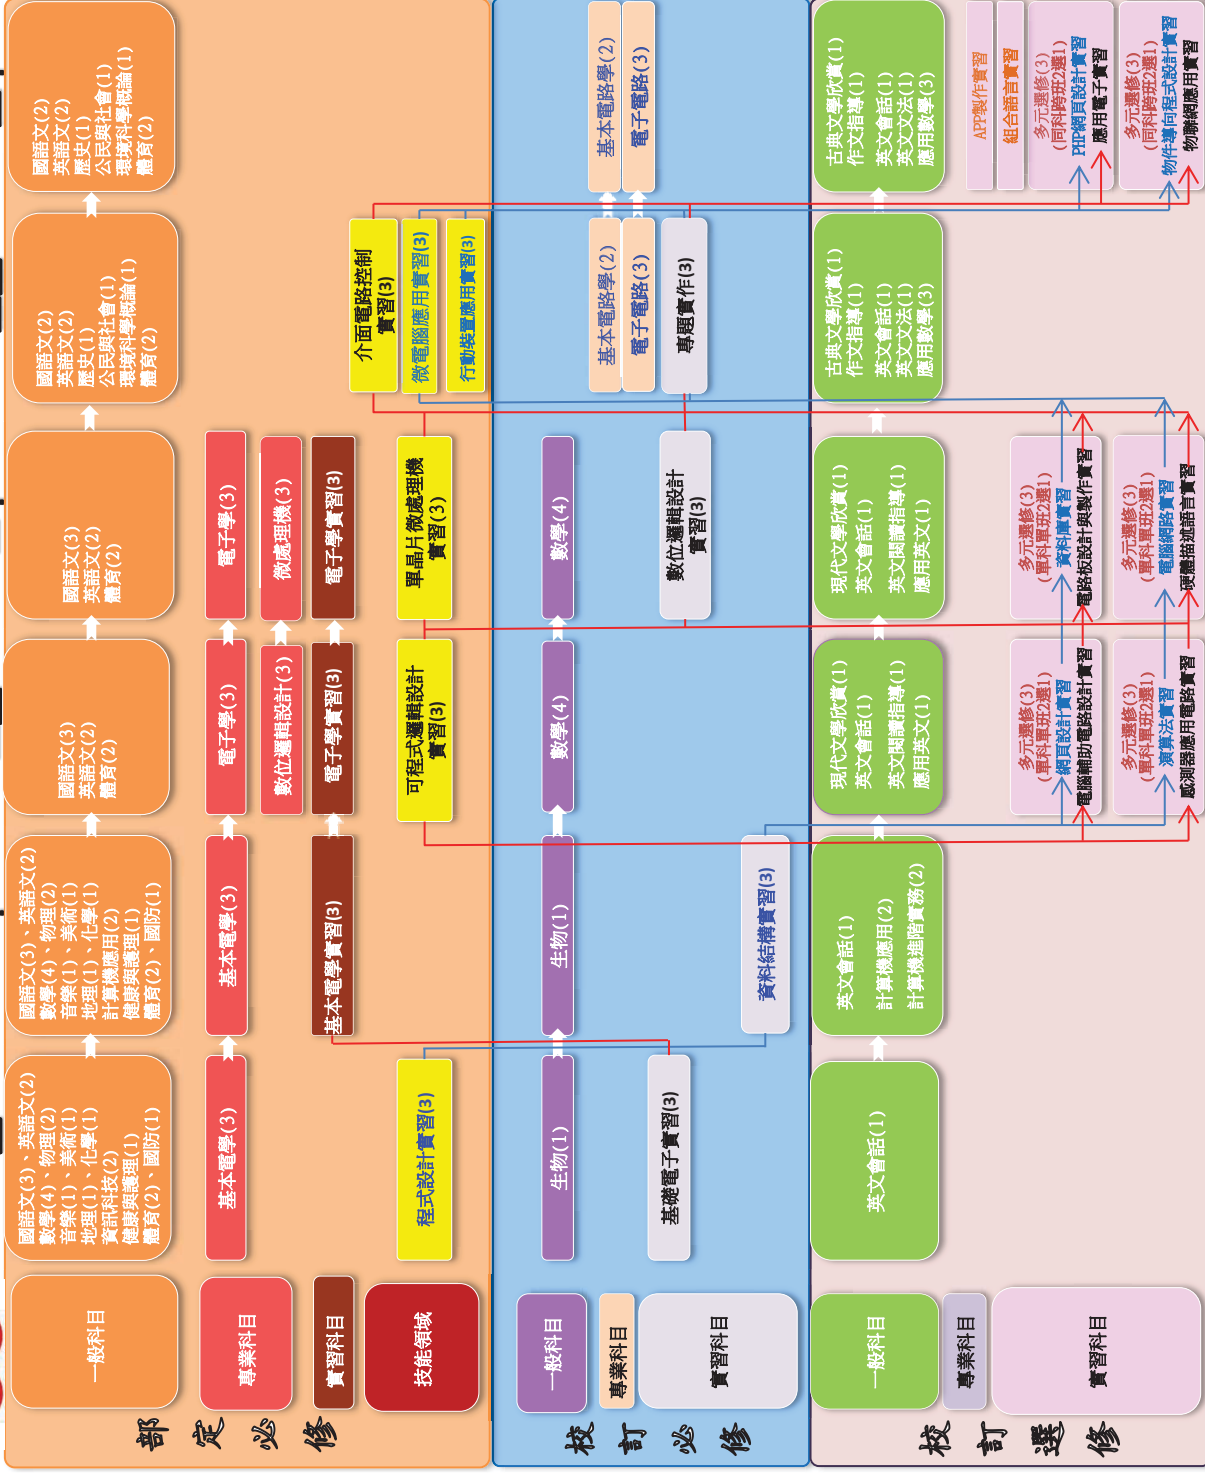 部定必修
一般科目
國語文(3)、英語文(2)
數學(4)、物理(2)
音樂(1)、美術(1)
地理(1)、化學(1)
資訊科技(2)
健康與護理(1)
體育(2)、國防(1)
國語文(3)、英語文(2)
數學(4)、物理(2)
音樂(1)、美術(1)
地理(1)、化學(1)
計算機應用(2)
健康與護理(1)
體育(2)、國防(1)
國語文(3)
英語文(2)
體育(2)
國語文(3)
英語文(2)
體育(2)
國語文(2)
英語文(2)
歷史(1)
公民與社會(1)
環境科學概論(1)
體育(2)
國語文(2)
英語文(2)
歷史(1)
公民與社會(1)
環境科學概論(1)
體育(2)
專業科目
基本電學(3)
基本電學(3)
電子學(3)
電子學(3)
數位邏輯設計(3)
微處理機(3)
實習科目
基本電學實習(3)
電子學實習(3)
電子學實習(3)
技能領域
程式設計實習(3)
可程式邏輯設計
實習(3)
單晶片微處理機
實習(3)
介面電路控制
實習(3)
微電腦應用實習(3)
行動裝置應用實習(3)
校訂必修
一般科目
生物(1)
生物(1)
數學(4)
數學(4)
專業科目
基本電路學(2)
電子電路(3)
基本電路學(2)
電子電路(3)
實習科目
基礎電子實習(3)
資料結構實習(3)
數位邏輯設計
實習(3)
專題實作(3)
校訂選修
一般科目
英文會話(1)
英文會話(1)
計算機應用(2)
計算機進階實務(2)
現代文學欣賞(1)
英文會話(1)
英文閱讀指導(1)
應用英文(1)
現代文學欣賞(1)
英文會話(1)
英文閱讀指導(1)
應用英文(1)
古典文學欣賞(1)
作文指導(1)
英文會話(1)
英文文法(1)
應用數學(3)
古典文學欣賞(1)
作文指導(1)
英文會話(1)
英文文法(1)
應用數學(3)
專業科目
實習科目
多元選修(3)
(單科單班2選1)
網頁設計實習
電腦輔助電路設計實習
多元選修(3)
(單科單班2選1)
演算法實習
感測器應用電路實習
多元選修(3)
(單科單班2選1)
資料庫實習
電路板設計與製作實習
多元選修(3)
(單科單班2選1)
電腦網路實習
硬體描述語言實習
APP製作實習
組合語言實習
多元選修(3)
(同科跨班2選1)
PHP網頁設計實習
應用電子實習
多元選修(3)
(同科跨班2選1)
物件導向程式設計實習
物聯網應用實習